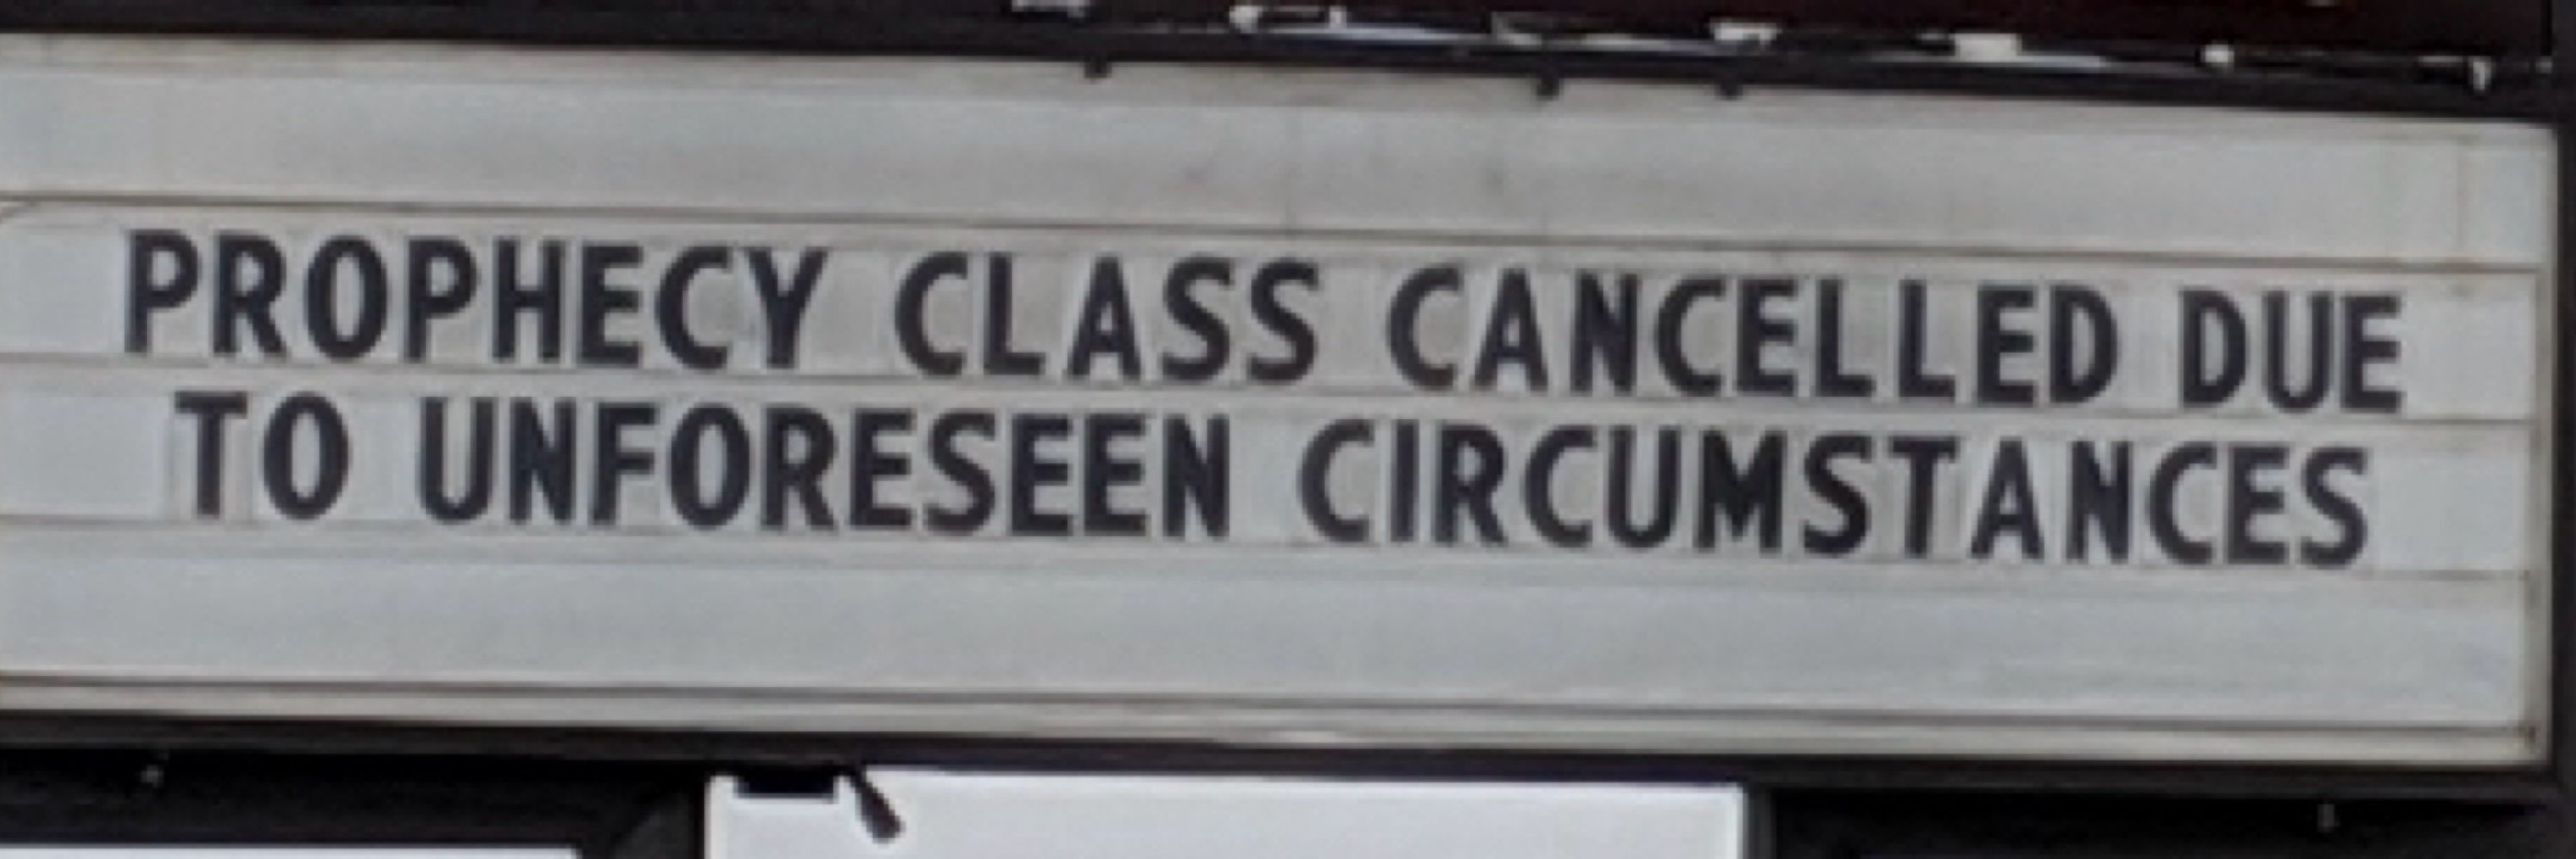 PROPHECY CLASS CANCELLED DUE
TO UNFORESEEN CIRCUMSTANCES